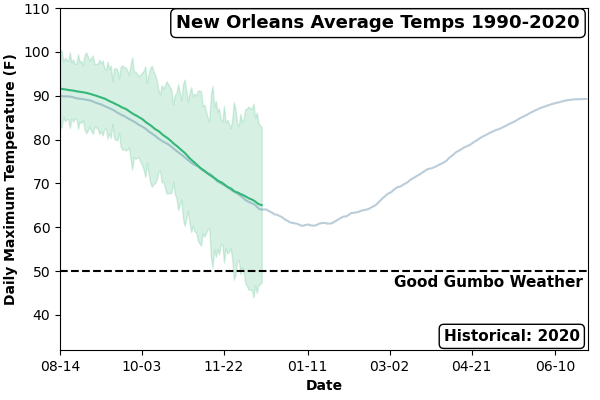 New Orleans Average Temps 1990-2020
110
100
90
80
70
60
50
40
Daily Maximum Temperature (F)
Good Gumbo Weather
Historical: 2020
08-14 10-03 11-22 01-11 03-02 04-21 06-10
Date